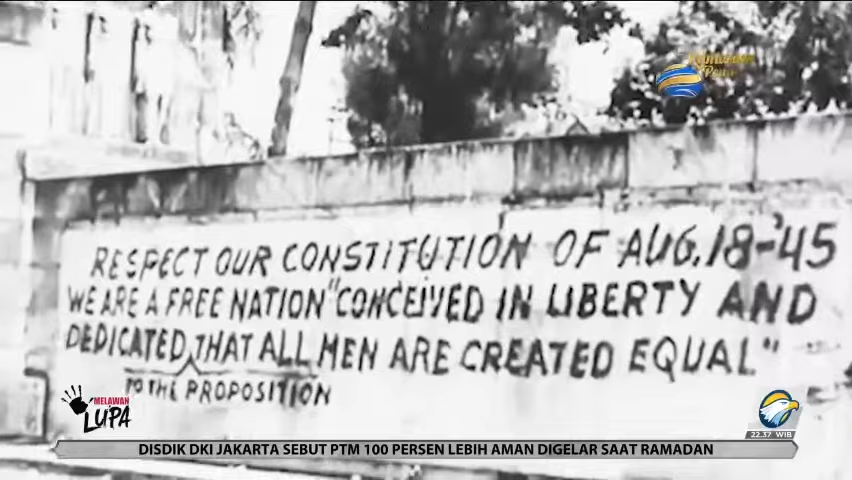 RESPECT OUR CONSTITUTION OF AUG. 18-'45
WE ARE A FREE NATION "CONCEIVED IN LIBERTY AND
DEDICATED THAT ALL MEN ARE CREATED EQUAL"
TO THE PROPOSITION
MELAWAN
LUPA
22.37 WIB
DISDIK DKI JAKARTA SEBUT PTM 100 PERSEN LEBIH AMAN DIGELAR SAAT RAMADAN